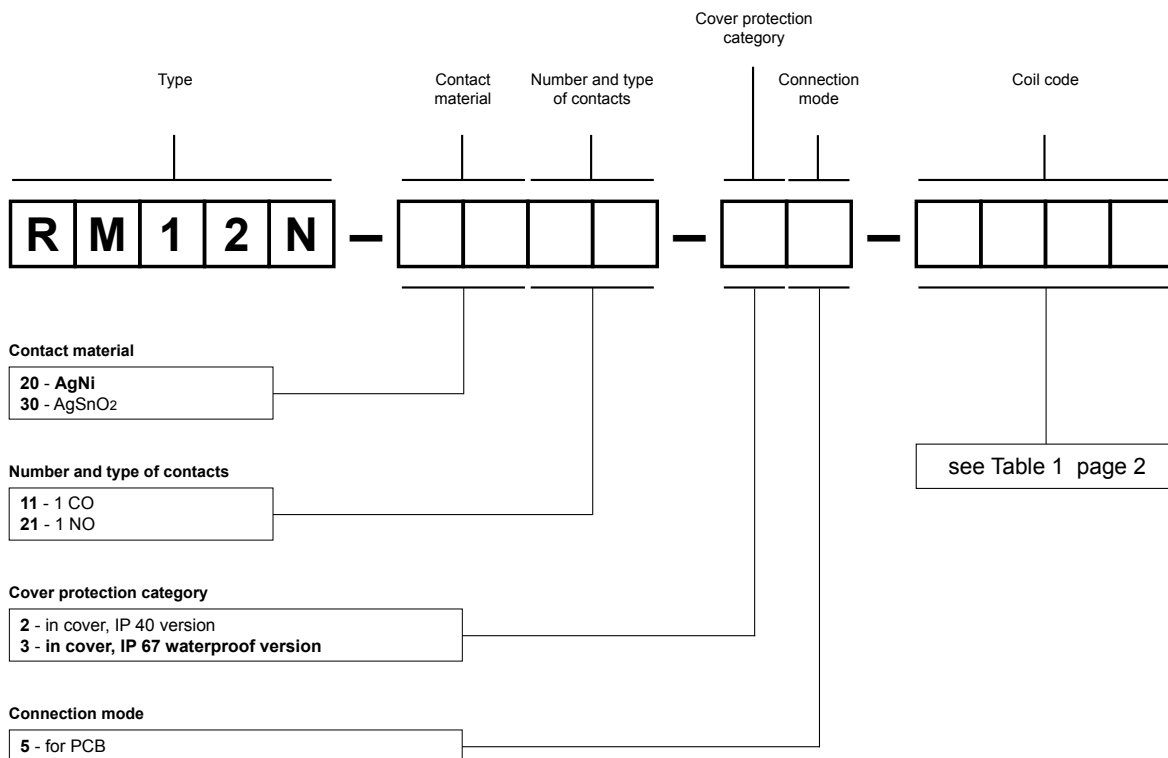 Cover protection
category
Type
Contact
material
Number and type
of contacts
Connection
mode
Coil code
R M 1 2 N – – –
Contact material
20 - AgNi
30 - AgSnO2
Number and type of contacts
11 - 1 CO
21 - 1 NO
see Table 1 page 2
Cover protection category
2 - in cover, IP 40 version
3 - in cover, IP 67 waterproof version
Connection mode
5 - for PCB